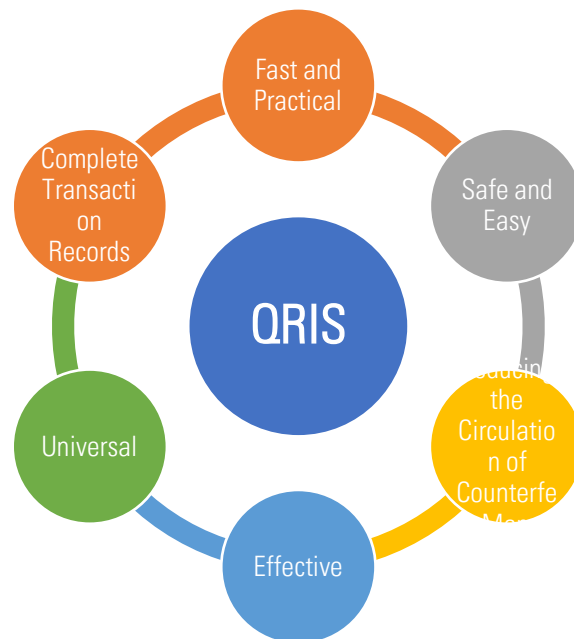 Fast and
Practical
Safe and
Easy
the
Circulatio
n of
Counterfe
Effective
Universal
Complete
Transacti
on
Records
QRIS